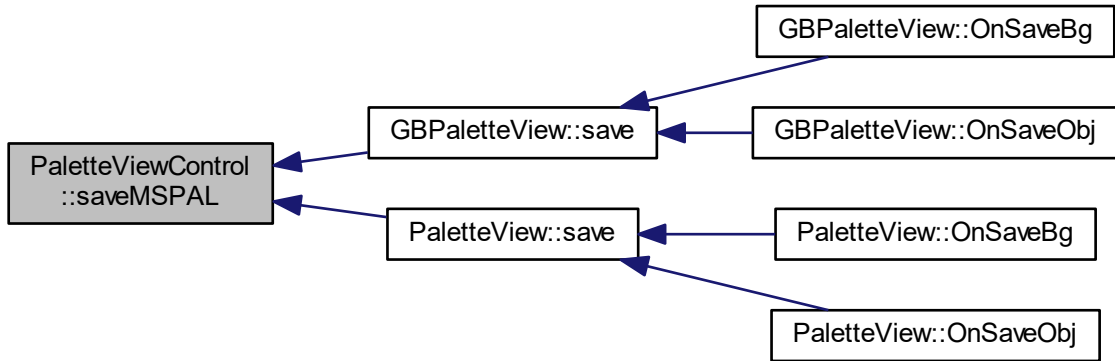 PaletteViewControl
::saveMSPAL
GBPaletteView::save
GBPaletteView::OnSaveBg
GBPaletteView::OnSaveObj
PaletteView::save
PaletteView::OnSaveBg
PaletteView::OnSaveObj